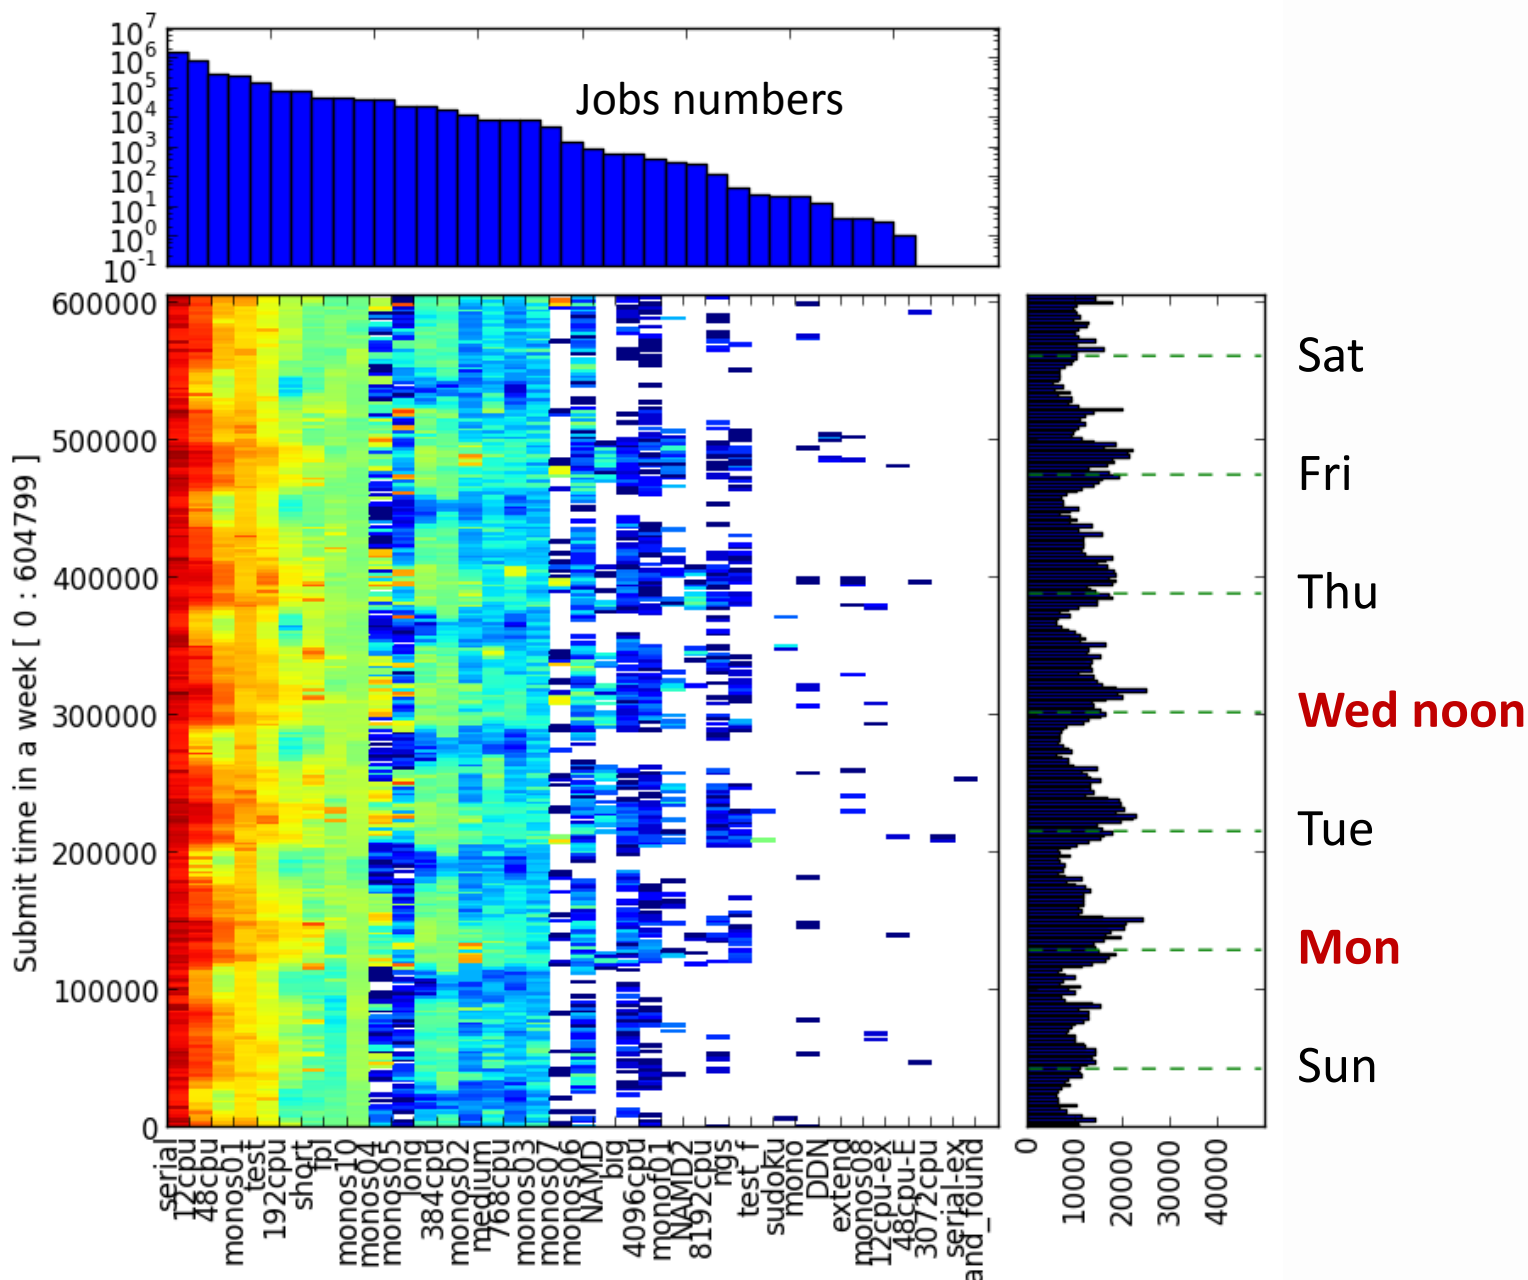 10^7
10^6
10^5
10^4
10^3
10^2
10^1
10^0
10^-1
Jobs numbers
Submit time in a week [ 0 : 604799 ]
600000
500000
400000
300000
200000
100000
0
serial
12cpu
48cpu
monos01
test
192cpu
short
fpl
monos10
monos04
monos05
long
384cpu
monos02
medium
768cpu
monos03
monos07
monos06
NAMD
big
4096cpu
monof01
NAMD2
8192cpu
ngs
test_f
sudoku
mono
DDN
extend
monos08
12cpu-ex
48cpu-E
3072cpu
serial-ex
and_found
0
10000
20000
30000
40000
Sat
Fri
Thu
Wed noon
Tue
Mon
Sun